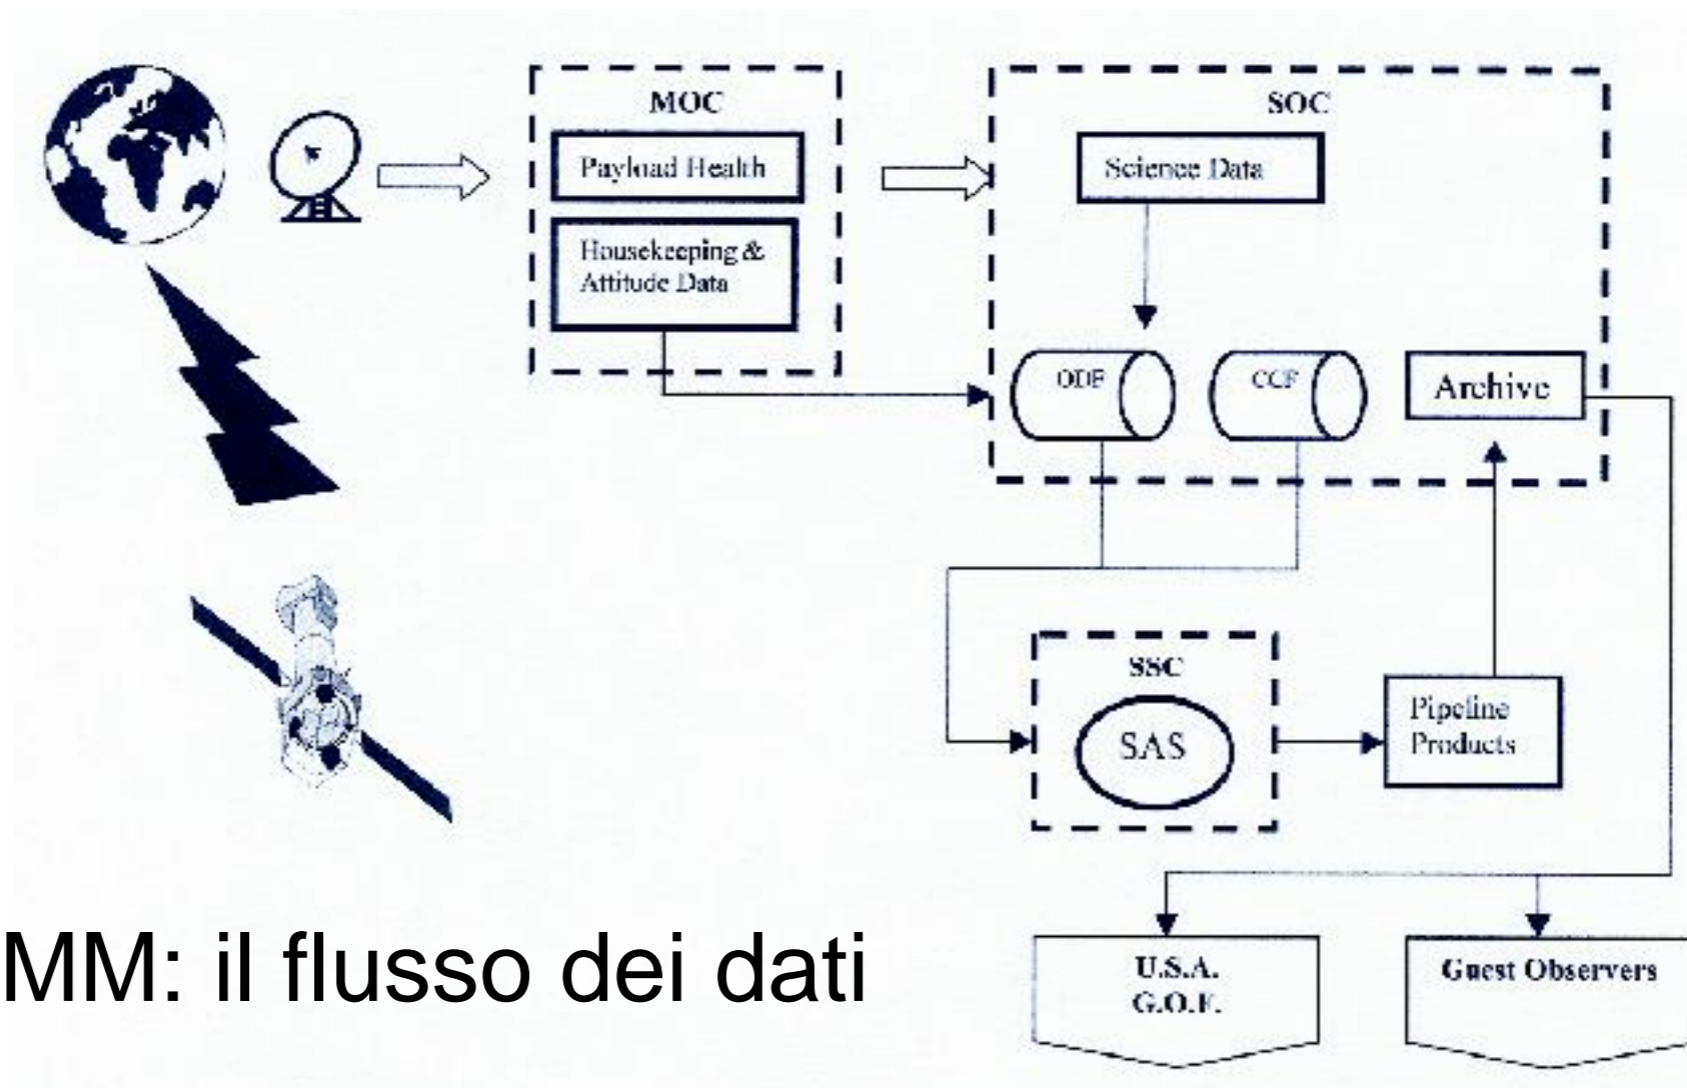 MOC
Payload Health
Housekeeping &
Attitude Data
SOC
Science Data
ODF
CCF
Archive
SSC
SAS
Pipeline
Products
U.S.A.
G.O.F.
Guest Observers
MM: il flusso dei dati